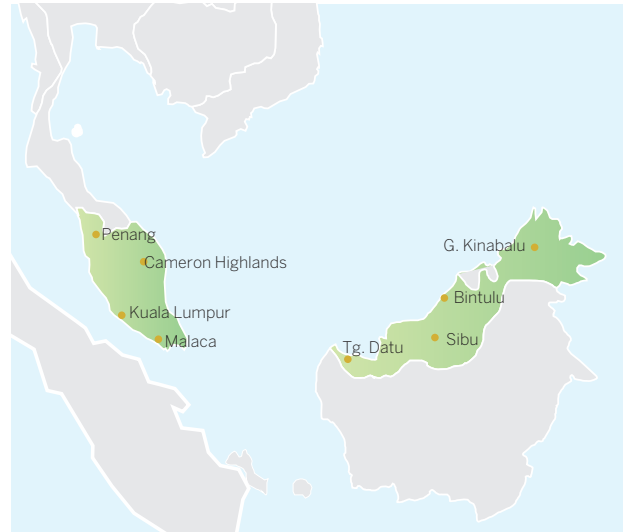 Penang
G. Kinabalu
Cameron Highlands
Bintulu
Kuala Lumpur
Malaca
Sibu
Tg. Datu